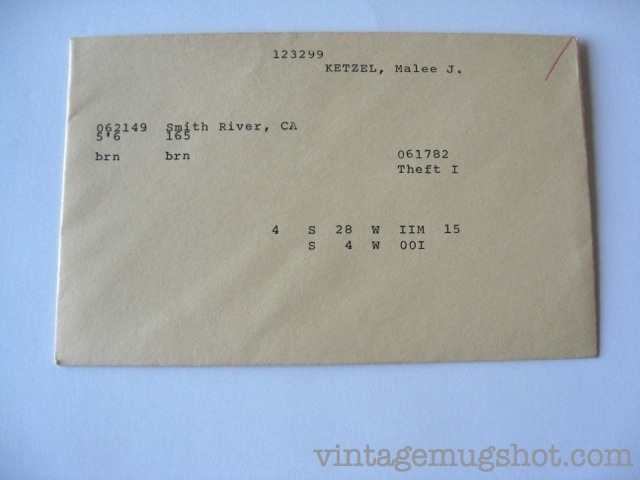 123299
KETZEL, Malee J.
062149 Smith River, CA
5'6 165
brn brn 061782
Theft I
4 S 28 W IIM 15
S 4 W OOI
vintagemugshot.com